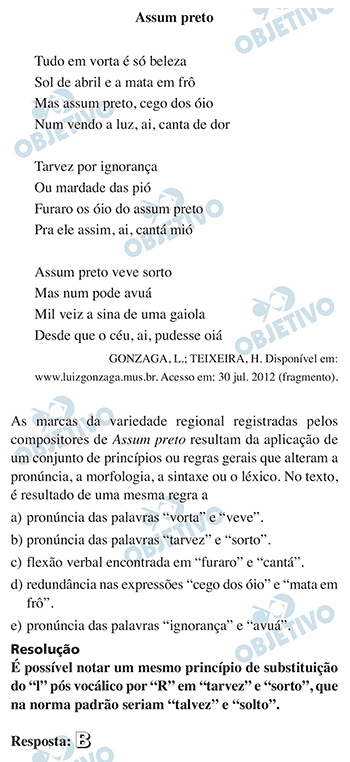 Assum preto
Tudo em vorta é só beleza
Sol de abril e a mata em frô
Mas assum preto, cego dos óio
Num vendo a luz, ai, canta de dor
Tarvez por ignorança
Ou mardade das pió
Furaro os óio do assum preto
Pra ele assim, ai, cantá mió
Assum preto veve sorto
Mas num pode avuá
Mil veiz a sina de uma gaiola
Desde que o céu, ai, pudesse oiá
GONZAGA, L.; TEIXEIRA, H. Disponível em:
www.luizgonzaga.mus.br. Acesso em: 30 jul. 2012 (fragmento).
As marcas da variedade regional registradas pelos
compositores de Assum preto resultam da aplicação de
um conjunto de princípios ou regras gerais que alteram a
pronúncia, a morfologia, a sintaxe ou o léxico. No texto,
é resultado de uma mesma regra a
a) pronúncia das palavras “vorta” e “veve”.
b) pronúncia das palavras “tarvez” e “sorto”.
c) flexão verbal encontrada em “furaro” e “cantá”.
d) redundância nas expressões “cego dos óio” e “mata em
frô”.
e) pronúncia das palavras “ignorança” e “avuá”.
Resolução
É possível notar um mesmo princípio de substituição
do “l” pós vocálico por “R” em “tarvez” e “sorto”, que
na norma padrão seriam “talvez” e “solto”.
Resposta: B
OBJETIVO
OBJETIVO
OBJETIVO
OBJETIVO
OBJETIVO
OBJETIVO
OBJETIVO